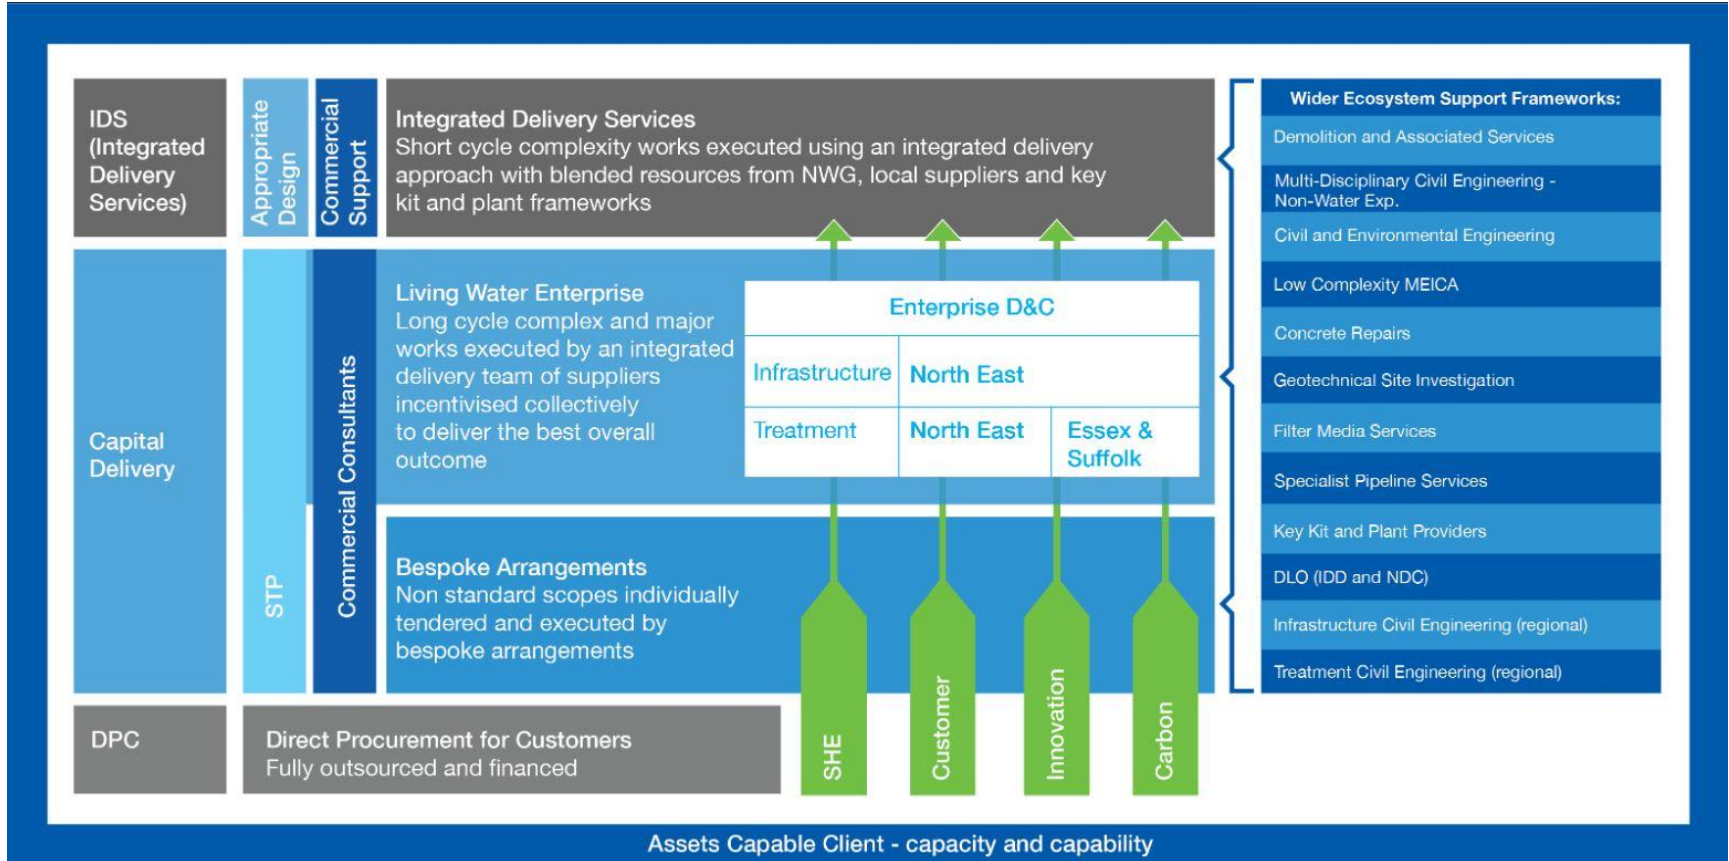 IDS
(Integrated
Delivery
Services)
Appropriate
Design
Commercial
Support
Integrated Delivery Services
Short cycle complexity works executed using an integrated delivery
approach with blended resources from NWG, local suppliers and key
kit and plant frameworks
Capital
Delivery
STP
Commercial Consultants
Living Water Enterprise
Long cycle complex and major
works executed by an integrated
delivery team of suppliers
incentivised collectively
to deliver the best overall
outcome
Enterprise D&C
Infrastructure
North East
Treatment
North East
Essex &
Suffolk
Bespoke Arrangements
Non standard scopes individually
tendered and executed by
bespoke arrangements
DPC
Direct Procurement for Customers
Fully outsourced and financed
SHE
Customer
Innovation
Carbon
Wider Ecosystem Support Frameworks:
Demolition and Associated Services
Multi-Disciplinary Civil Engineering -
Non-Water Exp.
Civil and Environmental Engineering
Low Complexity MEICA
Concrete Repairs
Geotechnical Site Investigation
Filter Media Services
Specialist Pipeline Services
Key Kit and Plant Providers
DLO (IDD and NDC)
Infrastructure Civil Engineering (regional)
Treatment Civil Engineering (regional)
Assets Capable Client - capacity and capability